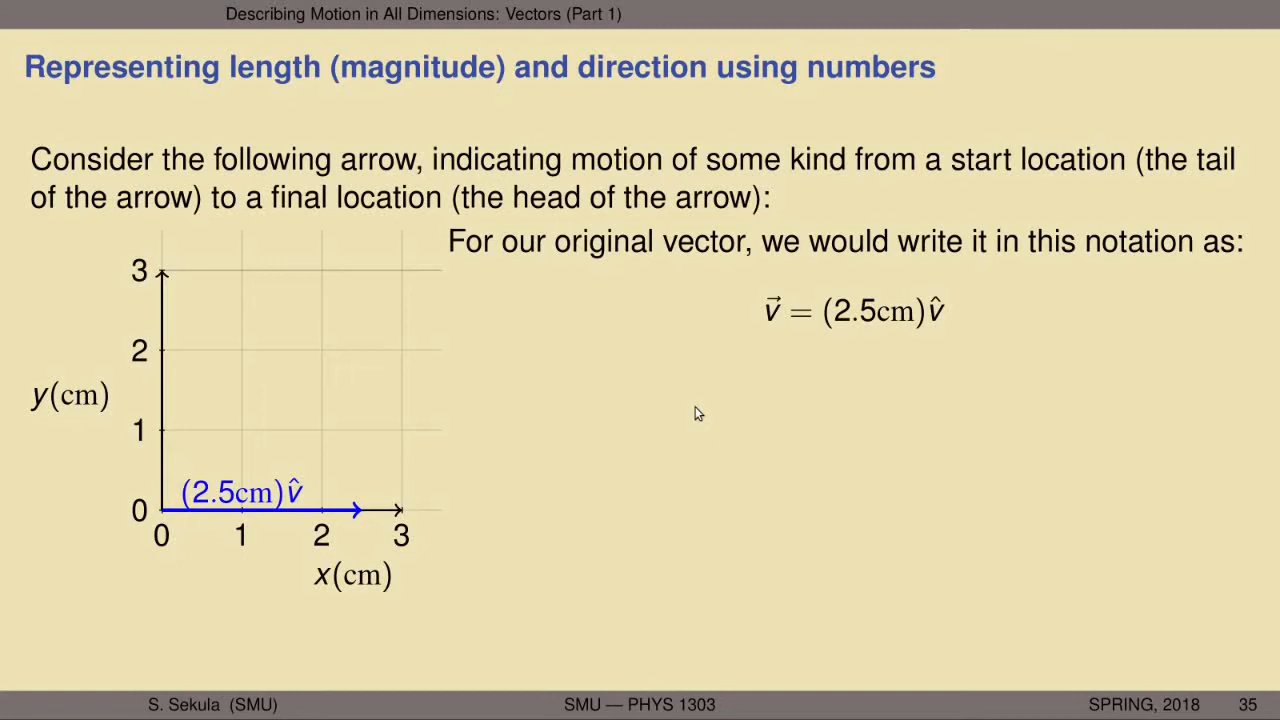 Describing Motion in All Dimensions: Vectors (Part 1)
Representing length (magnitude) and direction using numbers
Consider the following arrow, indicating motion of some kind from a start location (the tail
of the arrow) to a final location (the head of the arrow):
For our original vector, we would write it in this notation as:
v⃗ = (2.5cm)v̂
3
2
y(cm)
1
(2.5cm)v̂
0
0 1 2 3
x(cm)
S. Sekula (SMU) SMU — PHYS 1303 SPRING, 2018 35